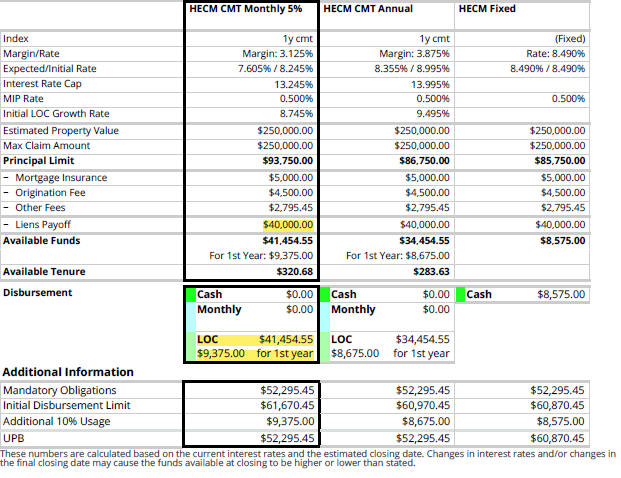 HECM CMT Monthly 5% HECM CMT Annual HECM Fixed
Index 1y cmt 1y cmt (Fixed)
Margin/Rate Margin: 3.125% Margin: 3.875% Rate: 8.490%
Expected/Initial Rate 7.605% / 8.245% 8.355% / 8.995% 8.490% / 8.490%
Interest Rate Cap 13.245% 13.995%
MIP Rate 0.500% 0.500% 0.500%
Initial LOC Growth Rate 8.745% 9.495%
Estimated Property Value $250,000.00 $250,000.00 $250,000.00
Max Claim Amount $250,000.00 $250,000.00 $250,000.00
Principal Limit $93,750.00 $86,750.00 $85,750.00
− Mortgage Insurance $5,000.00 $5,000.00 $5,000.00
− Origination Fee $4,500.00 $4,500.00 $4,500.00
− Other Fees $2,795.45 $2,795.45 $2,795.45
− Liens Payoff $40,000.00 $40,000.00 $40,000.00
Available Funds $41,454.55 $34,454.55 $8,575.00
For 1st Year: $9,375.00 For 1st Year: $8,675.00
Available Tenure $320.68 $283.63
Disbursement Cash $0.00 Cash $0.00 Cash $8,575.00
Monthly $0.00 Monthly $0.00
LOC $41,454.55 LOC $34,454.55
$9,375.00 for 1st year $8,675.00 for 1st year
Additional Information
Mandatory Obligations $52,295.45 $52,295.45 $52,295.45
Initial Disbursement Limit $61,670.45 $60,970.45 $60,870.45
Additional 10% Usage $9,375.00 $8,675.00 $8,575.00
UPB $52,295.45 $52,295.45 $60,870.45
These numbers are calculated based on the current interest rates and the estimated closing date. Changes in interest rates and/or changes in
the final closing date may cause the funds available at closing to be higher or lower than stated.